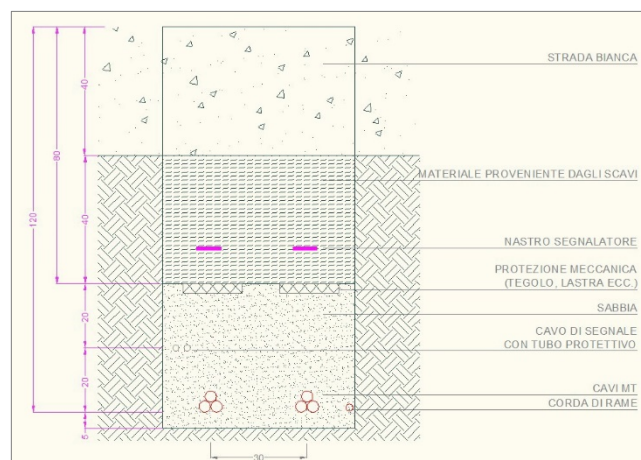 STRADA BIANCA
MATERIALE PROVENIENTE DAGLI SCAVI
NASTRO SEGNALATORE
PROTEZIONE MECCANICA
(TEGOLO, LASTRA ECC.)
SABBIA
CAVO DI SEGNALE
CON TUBO PROTETTIVO
CAVI MT
CORDA DI RAME
120
80
40
40
20
20
5
30